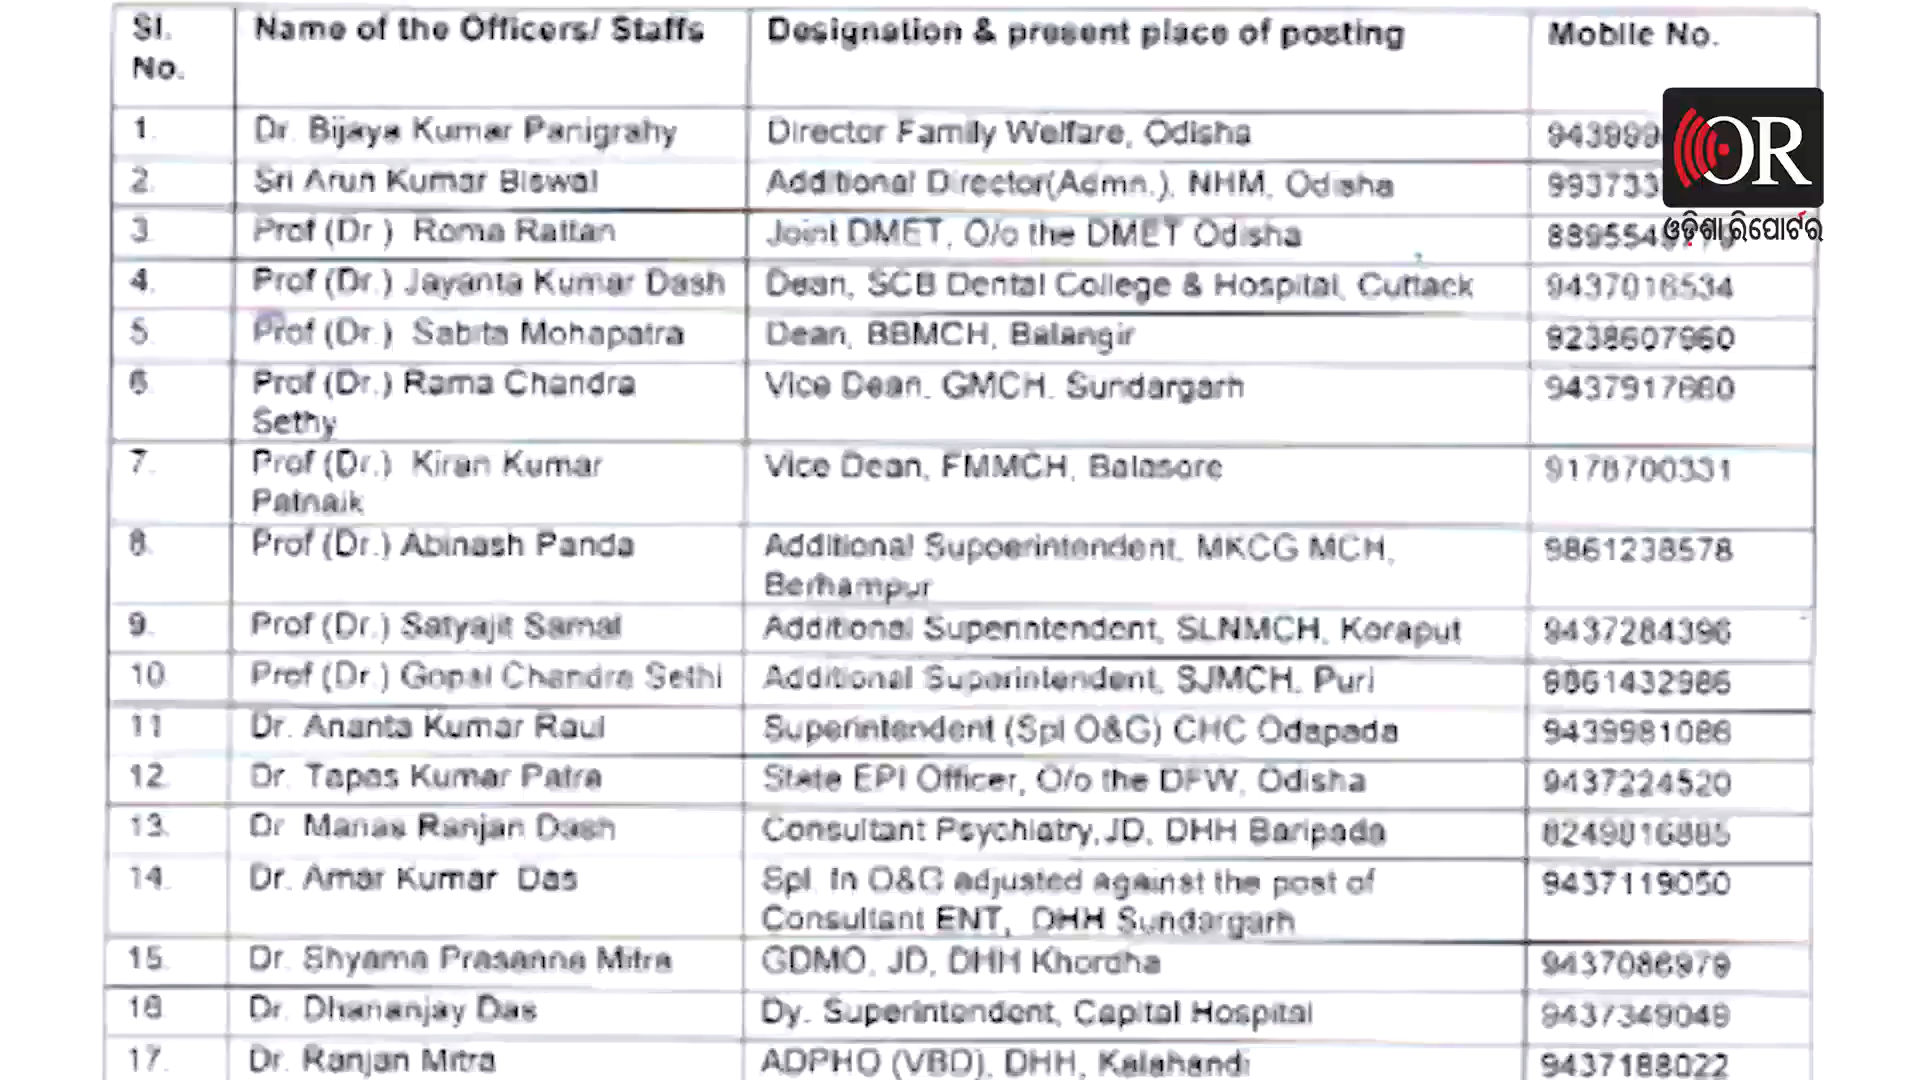 Sl. No. Name of the Officers/ Staffs Designation & present place of posting Mobile No.
1. Dr. Bijaya Kumar Panigrahy Director Family Welfare, Odisha
2. Sri Arun Kumar Biswal Additional Director(Admn.), NHM, Odisha
3. Prof (Dr.) Roma Rattan Joint DMET, O/o the DMET Odisha
4. Prof (Dr.) Jayanta Kumar Dash Dean, SCB Dental College & Hospital, Cuttack 9437016534
5. Prof (Dr.) Sabita Mohapatra Dean, BBMCH, Balangir 9238607960
6. Prof (Dr.) Rama Chandra Sethy Vice Dean, GMCH, Sundargarh
7. Prof (Dr.) Kiran Kumar Patnaik Vice Dean, FMMCH, Balasore
8. Prof (Dr.) Abinash Panda Additional Supoerintendent, MKCG MCH, Berhampur 9861238578
9. Prof (Dr.) Satyajit Samal Additional Superintendent, SLNMCH, Koraput 9437284396
10. Prof (Dr.) Gopal Chandra Sethi Additional Superintendent, SJMCH, Puri
11 Dr. Ananta Kumar Raul Superintendent (Spl O&G) CHC Odapada 9439981086
12. Dr. Tapas Kumar Patra State EPI Officer, O/o the DFW, Odisha 9437224520
13. Dr Manas Ranjan Dash Consultant Psychiatry, JD, DHH Baripada
14. Dr. Amar Kumar Das Spl. In O&G adjusted against the post of Consultant ENT, DHH Sundargarh 9437119050
15. Dr. Shyama Prasanna Mitra GDMO, JD, DHH Khordha
16 Dr. Dhananjay Das Dy. Superintendent, Capital Hospital
17. Dr. Ranjan Mitra ADPHO (VBD), DHH, Kalahandi 9437188022
OR
ଓଡ଼ିଶା ରିପୋର୍ଟର